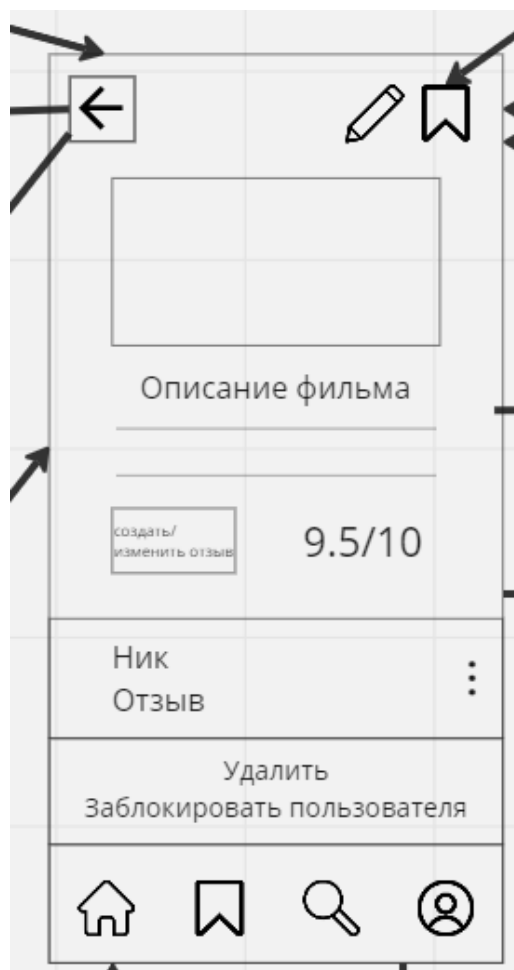 Описание фильма
создать/
изменить отзыв
9.5/10
Ник
Отзыв
Удалить
Заблокировать пользователя